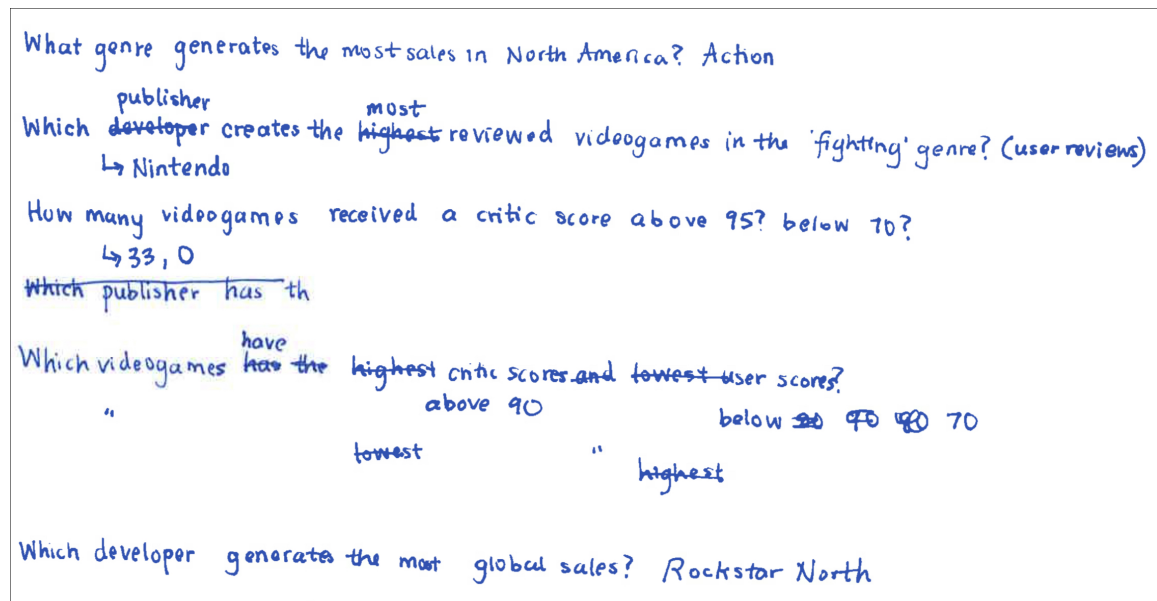 What genre generates the most sales in North America? Action
publisher most
Which developer creates the highest reviewed videogames in the 'fighting' genre? (user reviews)
↳ Nintendo
How many videogames received a critic score above 95? below 70?
↳ 33, 0
Which publisher has th
have
Which videogames has the highest critic scores and lowest user scores?
" above 90 below 70
lowest " highest
Which developer generates the most global sales? Rockstar North